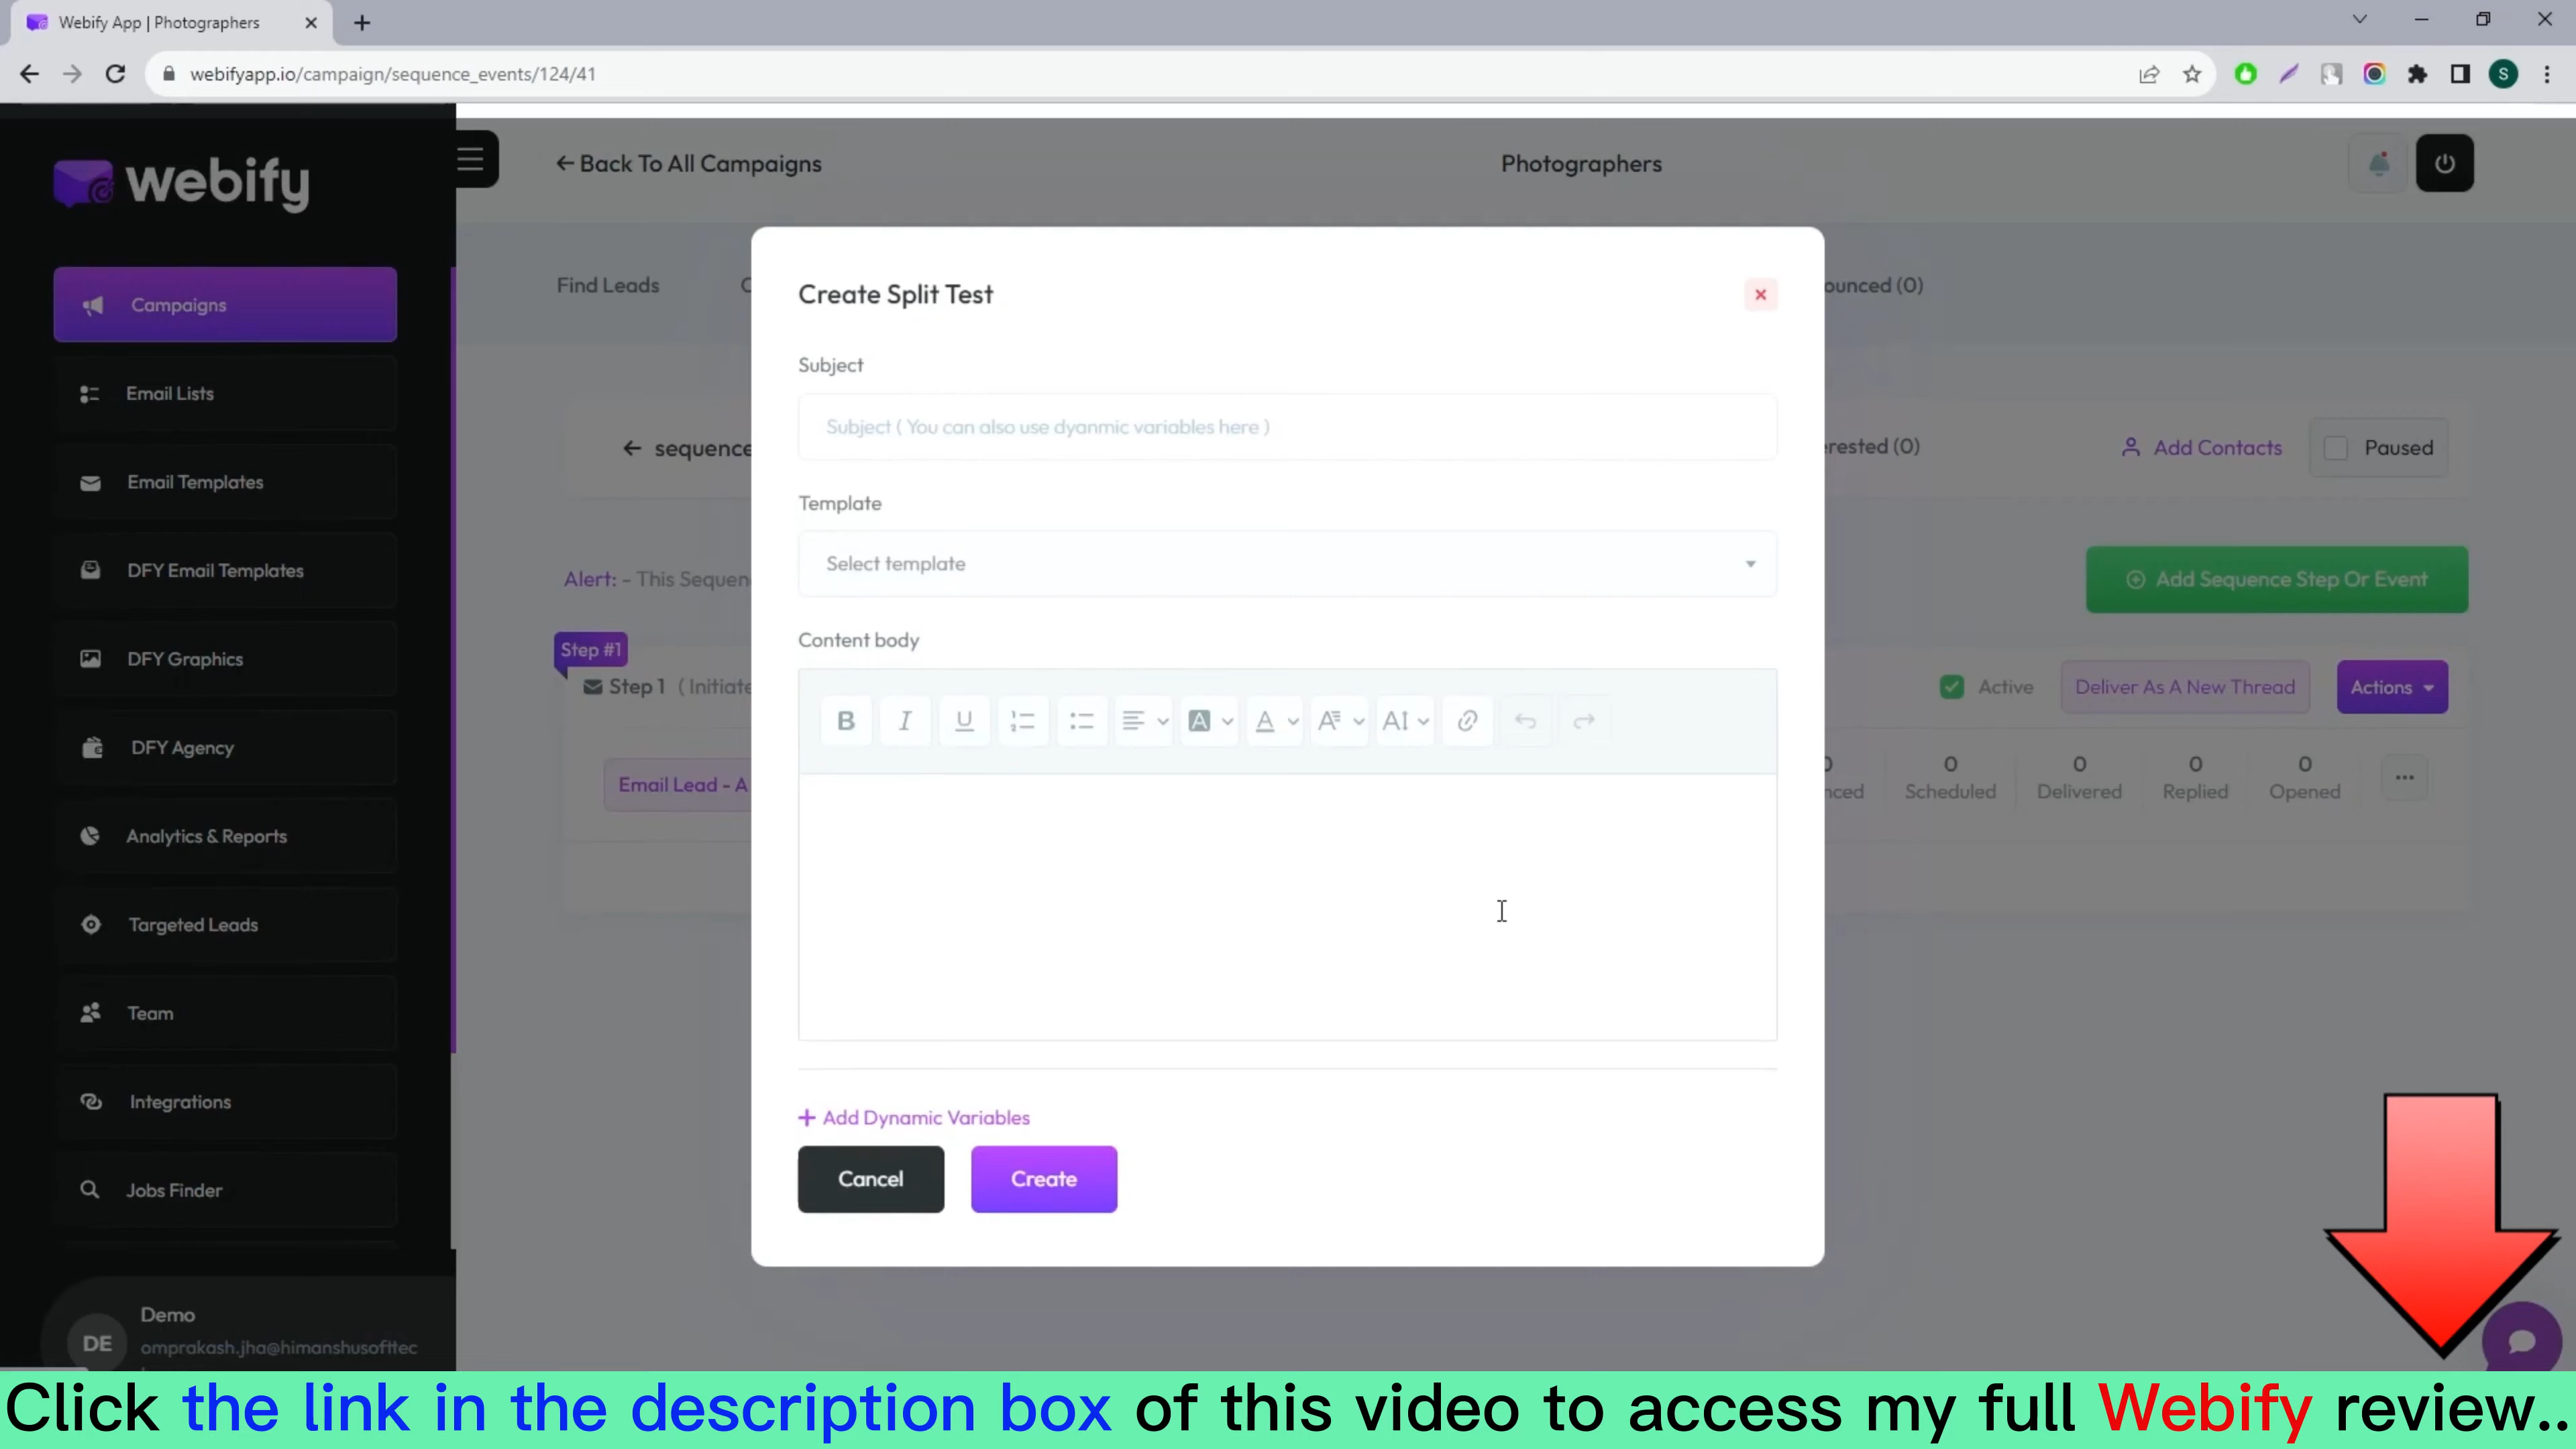 Webify App | Photographers
webifyapp.io/campaign/sequence_events/124/41
S
webify
Back To All Campaigns
Photographers
Campaigns
Email Lists
Email Templates
DFY Email Templates
DFY Graphics
DFY Agency
Analytics & Reports
Targeted Leads
Team
Integrations
Jobs Finder
DE
Demo
omprakash.jha@himanshusofttec
Find Leads
ounced (0)
sequence
rested (0)
Add Contacts
Paused
Alert: - This Sequen
Add Sequence Step Or Event
Step #1
Step 1 ( Initiate
Active
Deliver As A New Thread
Actions
Email Lead - A
nced
0
Scheduled
0
Delivered
0
Replied
0
Opened
...
Create Split Test
Subject
Subject ( You can also use dyanmic variables here )
Template
Select template
Content body
B I U A A A AI
+ Add Dynamic Variables
Cancel
Create
Click the link in the description box of this video to access my full Webify review..